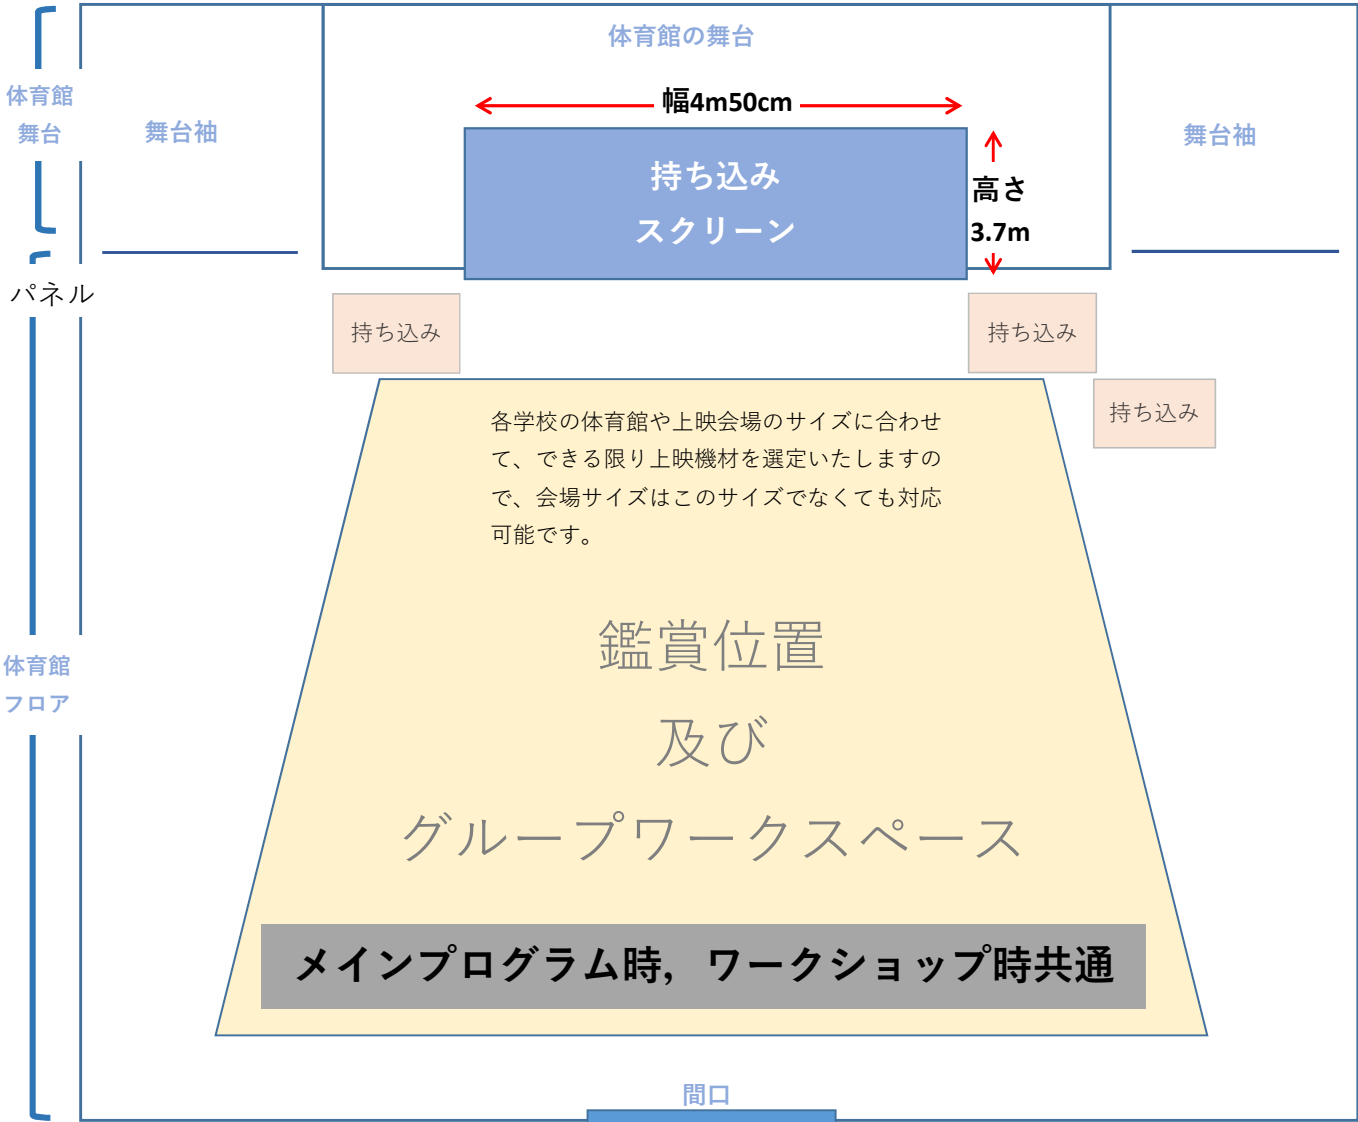 体育館の舞台
体育館
舞台
舞台袖
幅4m50cm
舞台袖
持ち込み
スクリーン
高さ
3.7m
パネル
持ち込み
持ち込み
持ち込み
各学校の体育館や上映会場のサイズに合わせ
て、できる限り上映機材を選定いたしますの
で、会場サイズはこのサイズでなくても対応
可能です。
鑑賞位置
及び
グループワークスペース
体育館
フロア
メインプログラム時，ワークショップ時共通
間口